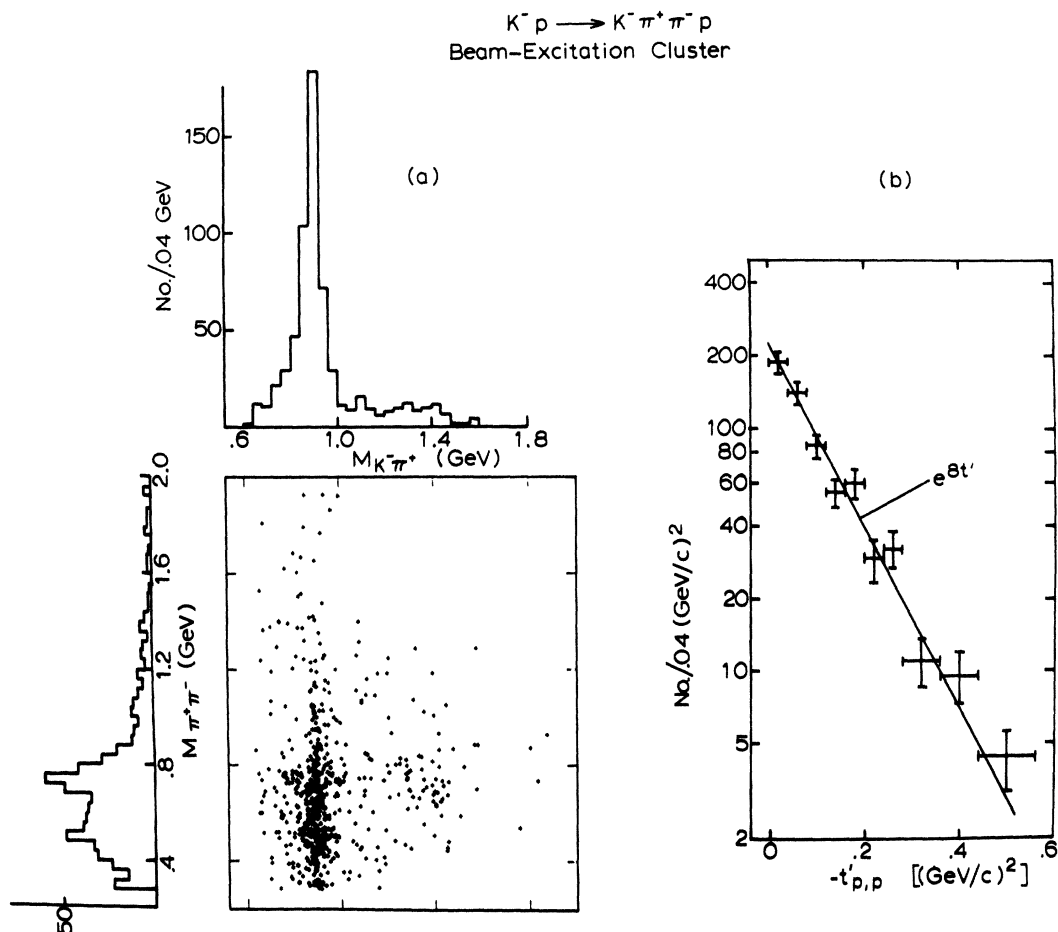 K⁻p ⟶ K⁻π⁺π⁻p
Beam-Excitation Cluster
(a)
No./.04 GeV
150
100
50
.6 1.0 1.4 1.8
M K⁻π⁺ (GeV)
M π⁺π⁻ (GeV)
2.0
1.6
1.2
.8
.4
50
(b)
No./.04 (GeV/c)²
400
200
100
80
60
40
20
10
5
2
e^{8t'}
0 .2 .4 .6
-t'p,p [(GeV/c)²]